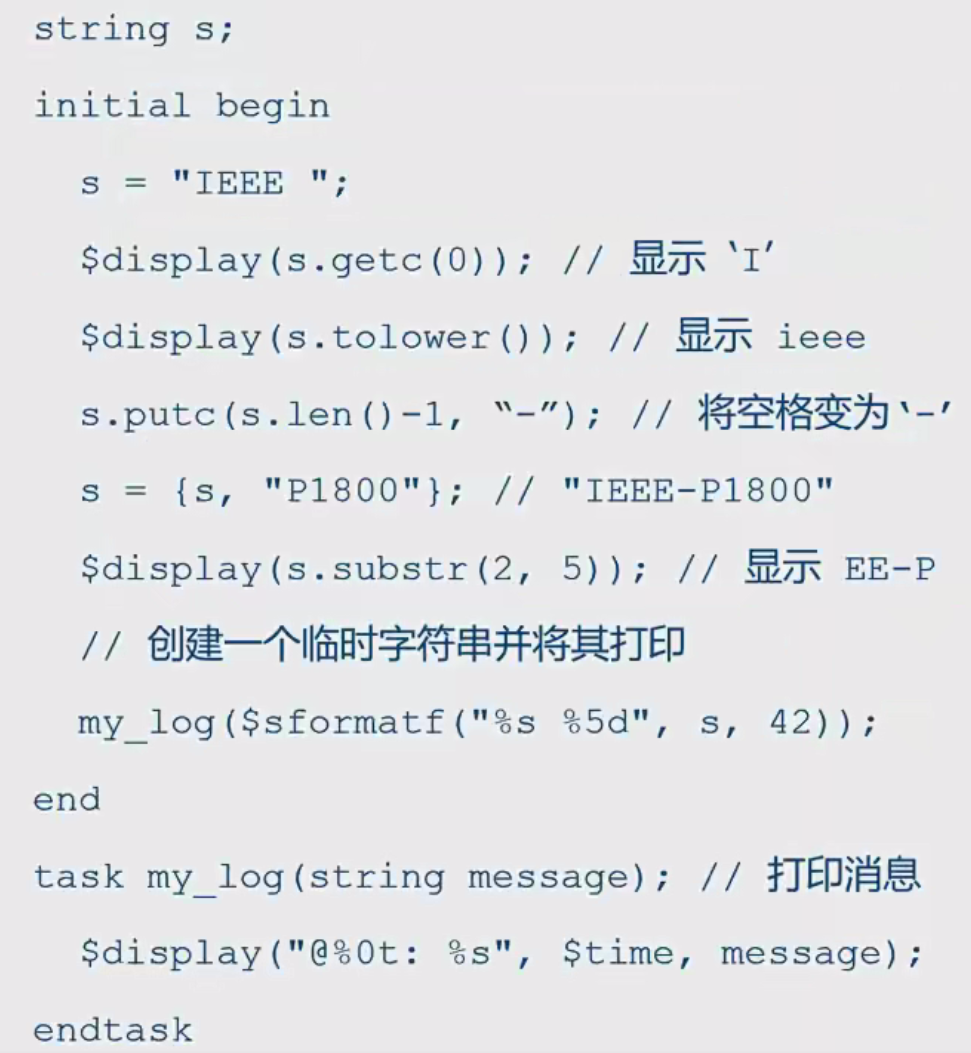 string s;
initial begin
s = "IEEE ";
$display(s.getc(0)); // 显示 ‘I’
$display(s.tolower()); // 显示 ieee
s.putc(s.len()-1, “-”); // 将空格变为‘-’
s = {s, "P1800"}; // "IEEE-P1800"
$display(s.substr(2, 5)); // 显示 EE-P
// 创建一个临时字符串并将其打印
my_log($sformatf("%s %5d", s, 42));
end
task my_log(string message); // 打印消息
$display("@%0t: %s", $time, message);
endtask